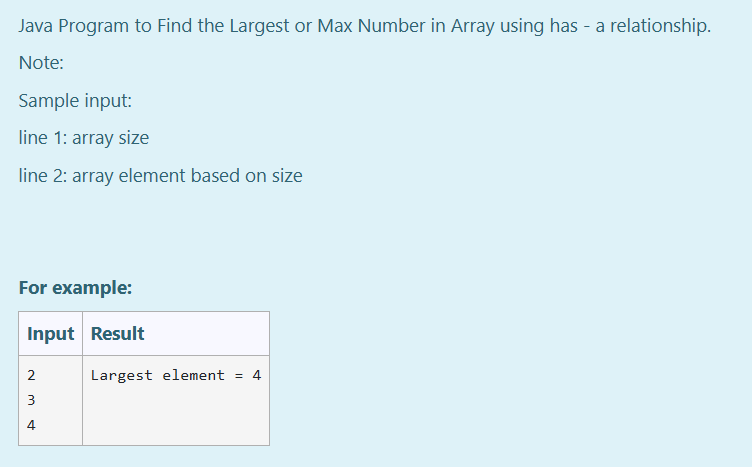 Java Program to Find the Largest or Max Number in Array using has - a relationship.
Note:
Sample input:
line 1: array size
line 2: array element based on size
For example:
Input Result
2 Largest element = 4
3
4